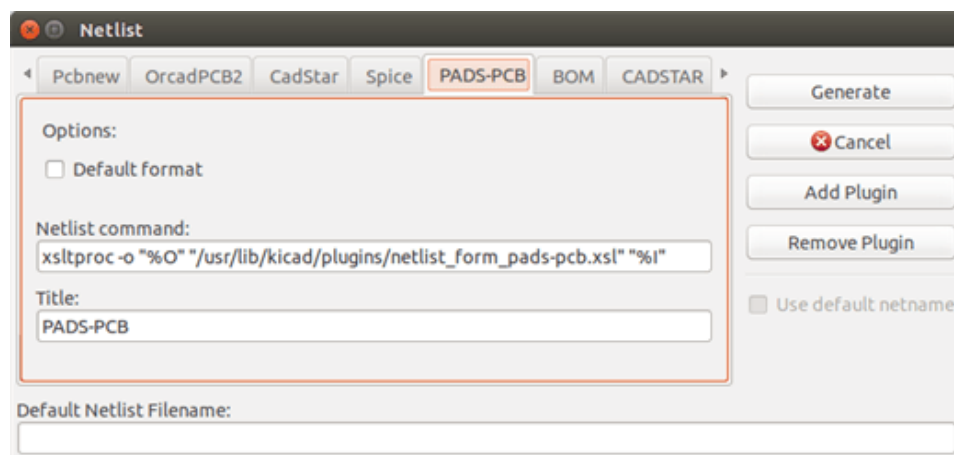 Netlist
Pcbnew OrcadPCB2 CadStar Spice PADS-PCB BOM CADSTAR
Generate
Options:
Cancel
Default format
Add Plugin
Netlist command:
Remove Plugin
xsltproc -o "%O" "/usr/lib/kicad/plugins/netlist_form_pads-pcb.xsl" "%I"
Title:
Use default netname
PADS-PCB
Default Netlist Filename: